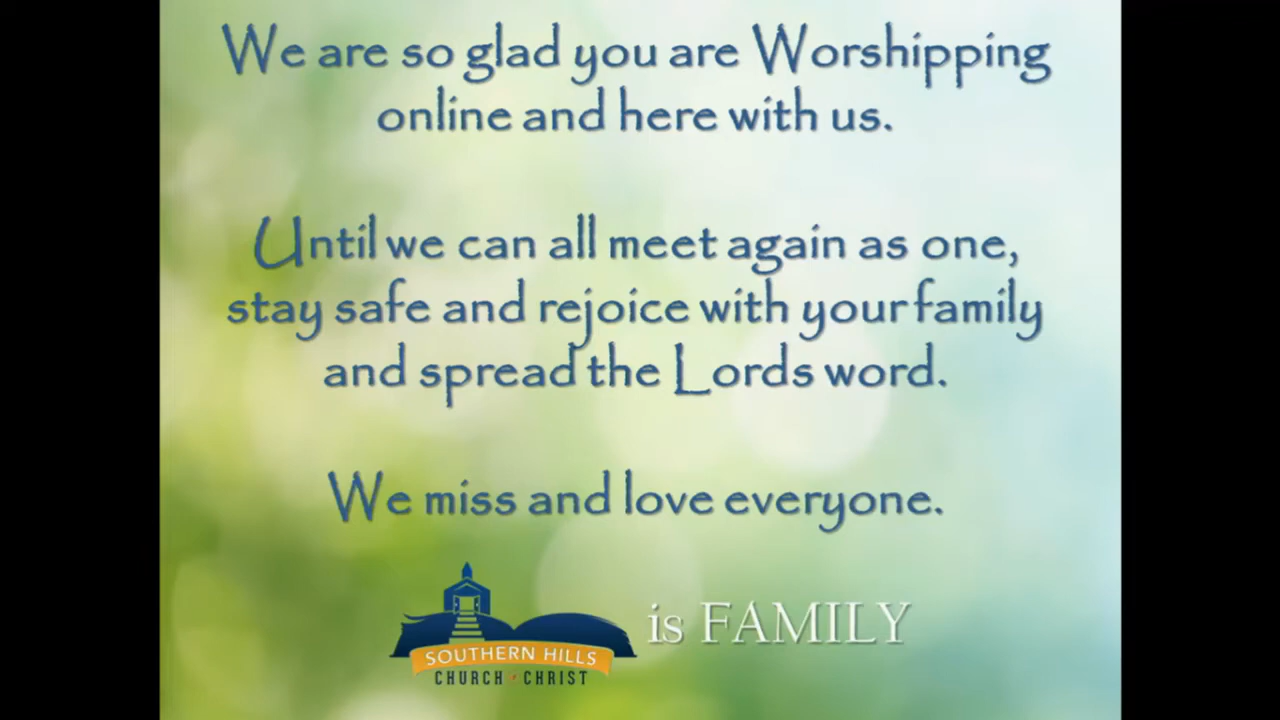 We are so glad you are Worshipping
online and here with us.
Until we can all meet again as one,
stay safe and rejoice with your family
and spread the Lords word.
We miss and love everyone.
is FAMILY
SOUTHERN HILLS
CHURCH of CHRIST